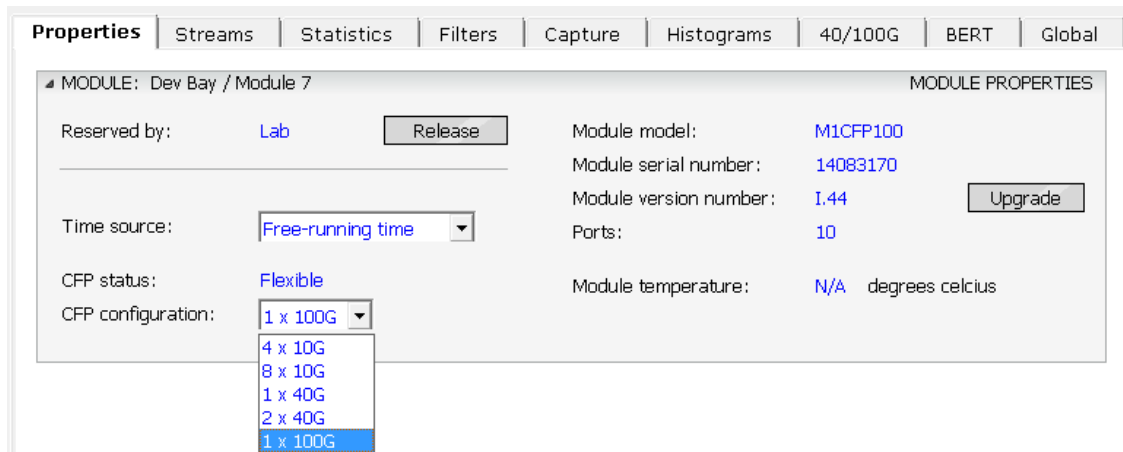 Properties Streams Statistics Filters Capture Histograms 40/100G BERT Global
MODULE: Dev Bay / Module 7 MODULE PROPERTIES
Reserved by: Lab Release Module model: M1CFP100
Module serial number: 14083170
Module version number: I.44 Upgrade
Time source: Free-running time Ports: 10
CFP status: Flexible Module temperature: N/A degrees celcius
CFP configuration: 1 x 100G
4 x 10G
8 x 10G
1 x 40G
2 x 40G
1 x 100G